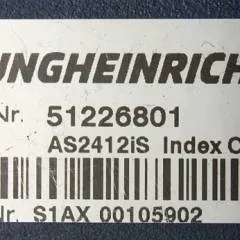 UNGHEINRICH
Nr. 51226801
AS2412iS Index C
Nr. S1AX 00105902